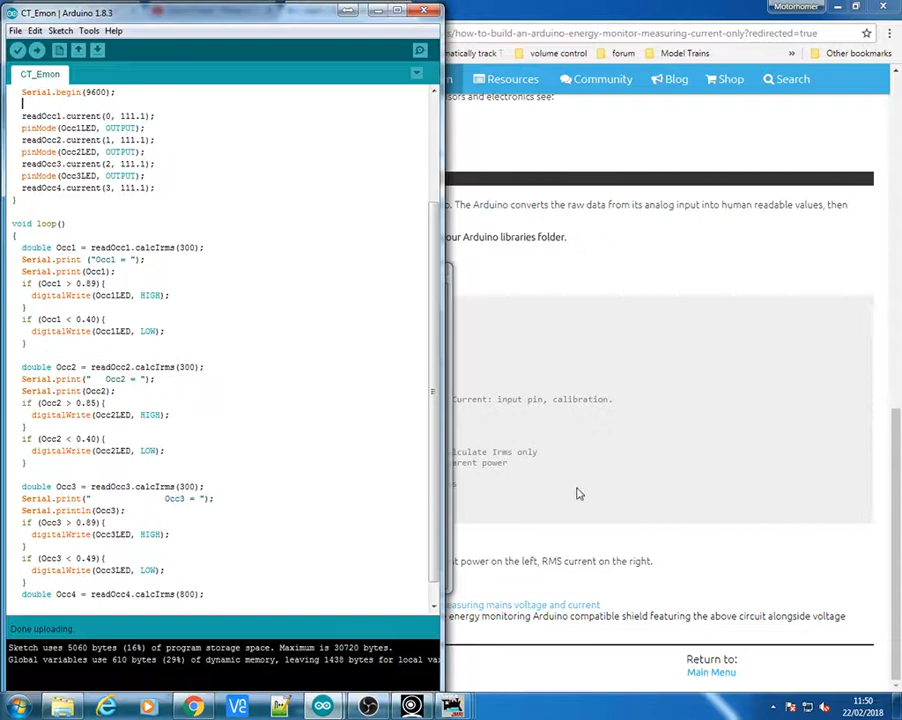 CT_Emon | Arduino 1.8.3
Motorhomer
File Edit Sketch Tools Help
s/how-to-build-an-arduino-energy-monitor-measuring-current-only?redirected=true
matically track T
volume control
forum
Model Trains
»
Other bookmarks
CT_Emon
Resources
Community
Blog
Shop
Search
sors and electronics see:
Serial.begin(9600);
readOcc1.current(0, 111.1);
pinMode(Occ1LED, OUTPUT);
readOcc2.current(1, 111.1);
pinMode(Occ2LED, OUTPUT);
readOcc3.current(2, 111.1);
pinMode(Occ3LED, OUTPUT);
readOcc4.current(3, 111.1);
}
void loop()
{
double Occ1 = readOcc1.calcIrms(300);
Serial.print ("Occ1 = ");
Serial.print(Occ1);
if (Occ1 > 0.89){
digitalWrite(Occ1LED, HIGH);
}
if (Occ1 < 0.40){
digitalWrite(Occ1LED, LOW);
}
double Occ2 = readOcc2.calcIrms(300);
Serial.print("   Occ2 = ");
Serial.print(Occ2);
if (Occ2 > 0.85){
digitalWrite(Occ2LED, HIGH);
}
if (Occ2 < 0.40){
digitalWrite(Occ2LED, LOW);
}
double Occ3 = readOcc3.calcIrms(300);
Serial.print("                Occ3 = ");
Serial.println(Occ3);
if (Occ3 > 0.89){
digitalWrite(Occ3LED, HIGH);
}
if (Occ3 < 0.49){
digitalWrite(Occ3LED, LOW);
}
double Occ4 = readOcc4.calcIrms(800);
Done uploading.
Sketch uses 5060 bytes (16%) of program storage space. Maximum is 30720 bytes.
Global variables use 610 bytes (29%) of dynamic memory, leaving 1438 bytes for local va
. The Arduino converts the raw data from its analog input into human readable values, then
our Arduino libraries folder.
Current: input pin, calibration.
lculate Irms only
arent power
t power on the left, RMS current on the right.
easuring mains voltage and current
energy monitoring Arduino compatible shield featuring the above circuit alongside voltage
Return to:
Main Menu
11:50
22/02/2018